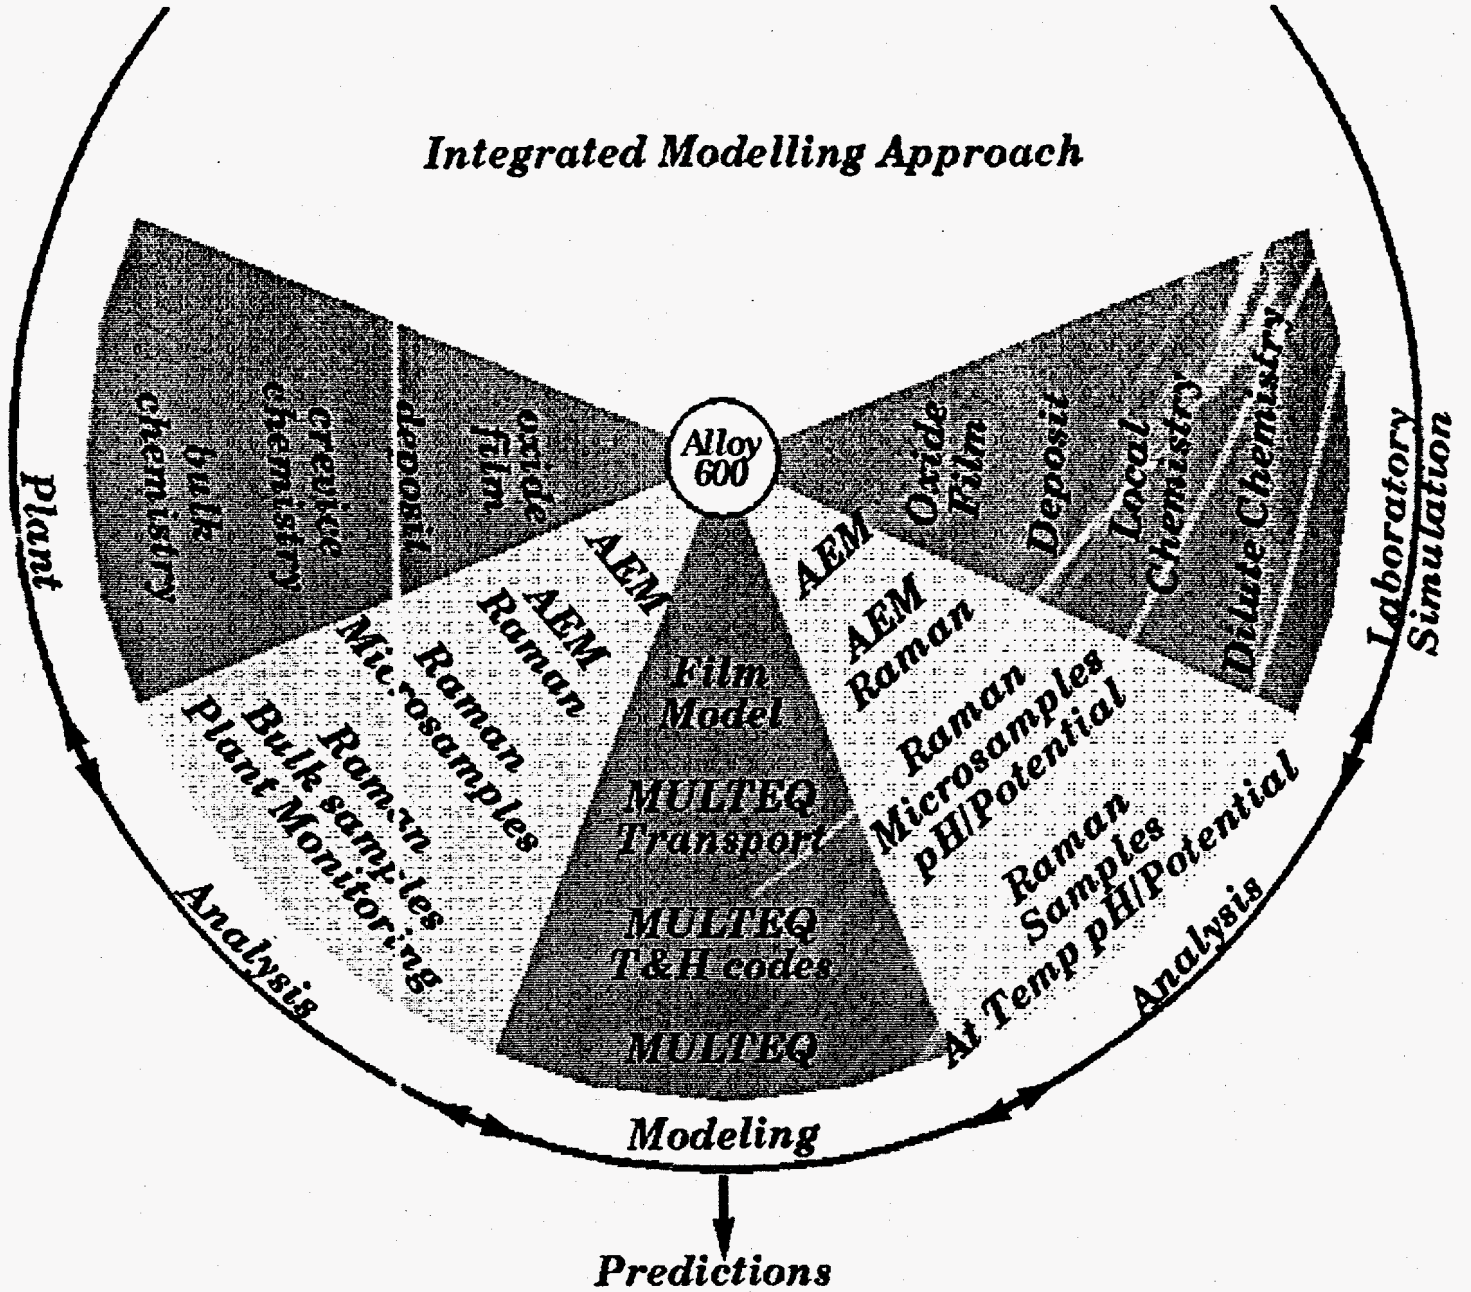 Integrated Modelling Approach
Alloy
600
Plant
bulk
chemistry
crevice
chemistry
deposit
oxide
film
Oxide
Film
Deposit
Local
Chemistry
Dilute Chemistry
Laboratory
Simulation
AEM
AEM
Raman
Raman
Microsamples
Raman
Bulk samples
Plant Monitoring
Analysis
Film
Model
MULTEQ
Transport
MULTEQ
T&H codes
MULTEQ
AEM
AEM
Raman
Raman
Microsamples
pH/Potential
Raman
Samples
At Temp pH/Potential
Analysis
Modeling
Predictions